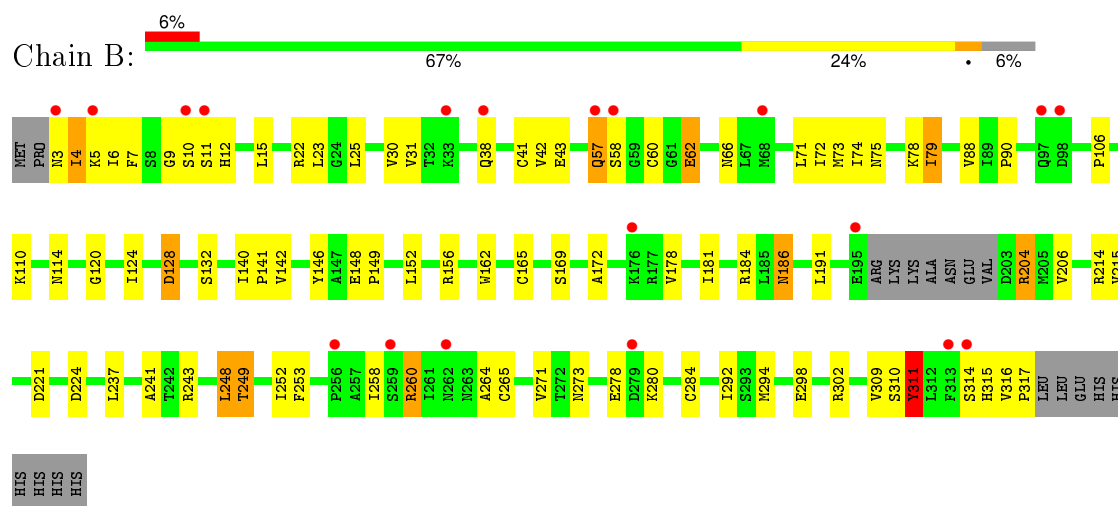 6%
Chain B:
67% 24% • 6%
MET PRO N3 I4 K5 I6 F7 S8 G9 S10 S11 H12 L15 R22 L23 G24 L25 V30 V31 T32 K33 Q38 C41 V42 E43 Q57 S58 G59 C60 G61 E62 N66 L67 M68 L71 I72 M73 I74 N75 K78 I79 V88 I89 P90 Q97 D98 P106
K110 N114 G120 I124 D128 S132 I140 P141 V142 Y146 A147 E148 P149 L152 R156 W162 C165 S169 A172 K176 R177 V178 I181 R184 L185 N186 L191 E195 ARG LYS LYS ALA ASN GLU VAL D203 R204 M205 V206 R214 V215
D221 D224 L237 A241 T242 R243 L248 T249 I252 F253 P256 A257 I258 S259 R260 I261 N262 N263 A264 C265 V271 T272 N273 E278 D279 K280 C284 I292 S293 M294 E298 R302 V309 S310 Y311 L312 F313 S314 H315 V316 P317 LEU LEU GLU HIS HIS
HIS HIS HIS HIS